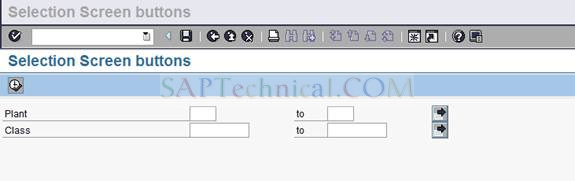 Selection Screen buttons
Selection Screen buttons
SAPTechnical.COM
Plant to
Class to